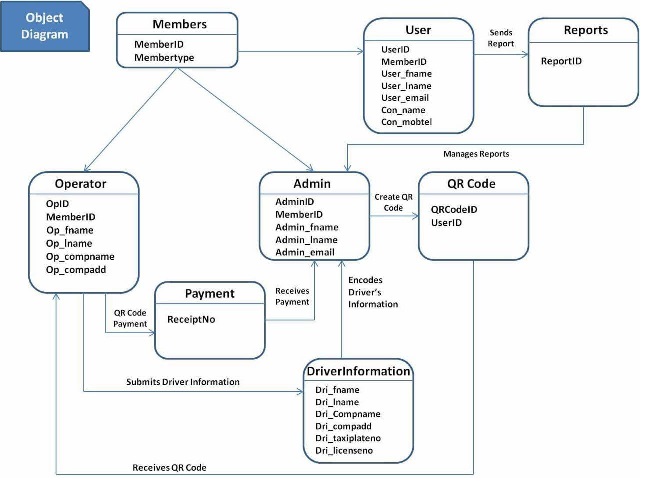 Object
Diagram
Members
MemberID
Membertype
User
UserID
MemberID
User_fname
User_lname
User_email
Con_name
Con_mobtel
Sends
Report
Reports
ReportID
Manages Reports
Operator
OpID
MemberID
Op_fname
Op_lname
Op_compname
Op_compadd
Admin
AdminID
MemberID
Admin_fname
Admin_lname
Admin_email
Create QR
Code
QR Code
QRCodeID
UserID
Payment
ReceiptNo
QR Code
Payment
Receives
Payment
Encodes
Driver's
Information
DriverInformation
Dri_fname
Dri_lname
Dri_Compname
Dri_compadd
Dri_taxiplateno
Dri_licenseno
Submits Driver Information
Receives QR Code